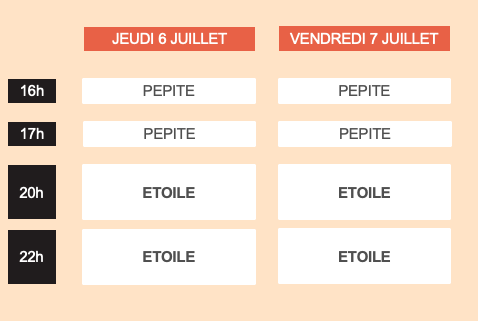 JEUDI 6 JUILLET VENDREDI 7 JUILLET
16h PEPITE PEPITE
17h PEPITE PEPITE
20h ETOILE ETOILE
22h ETOILE ETOILE